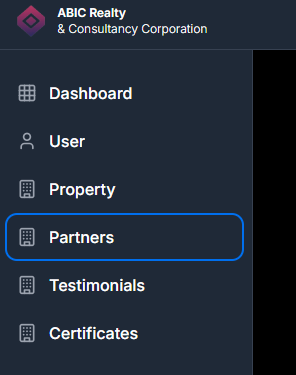 ABIC Realty
& Consultancy Corporation
Dashboard
User
Property
Partners
Testimonials
Certificates